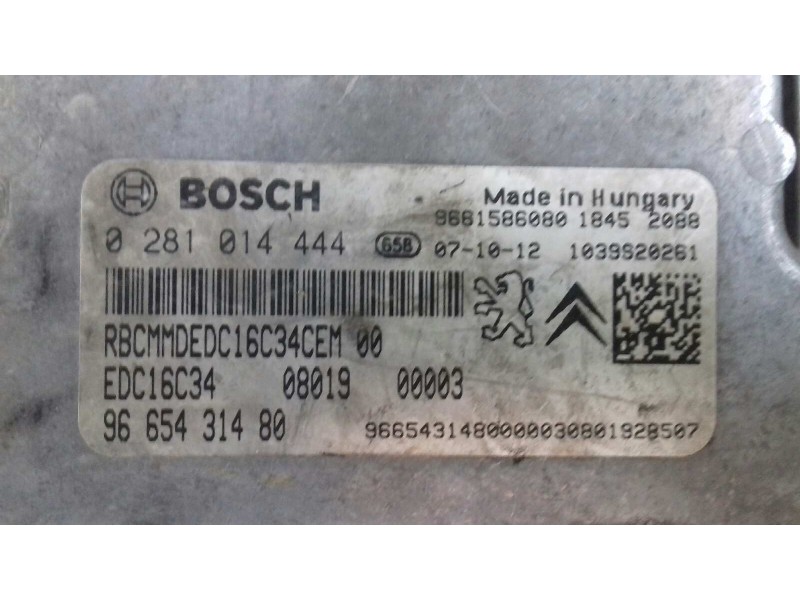 BOSCH
Made in Hungary
9661586080 1845 2088
0 281 014 444 65B 07-10-12 1039S20261
RBCMMDEDC16C34CEM 00
EDC16C34 08019 00003
96 654 314 80
9665431480000030801928507